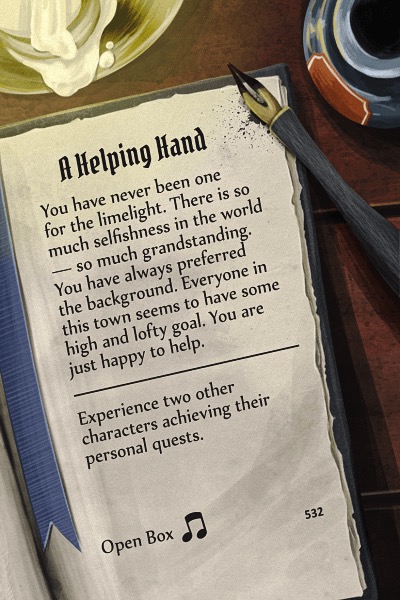 A Helping Hand
You have never been one
for the limelight. There is so
much selfishness in the world
— so much grandstanding.
You have always preferred
the background. Everyone in
this town seems to have some
high and lofty goal. You are
just happy to help.
Experience two other
characters achieving their
personal quests.
Open Box ♫
532